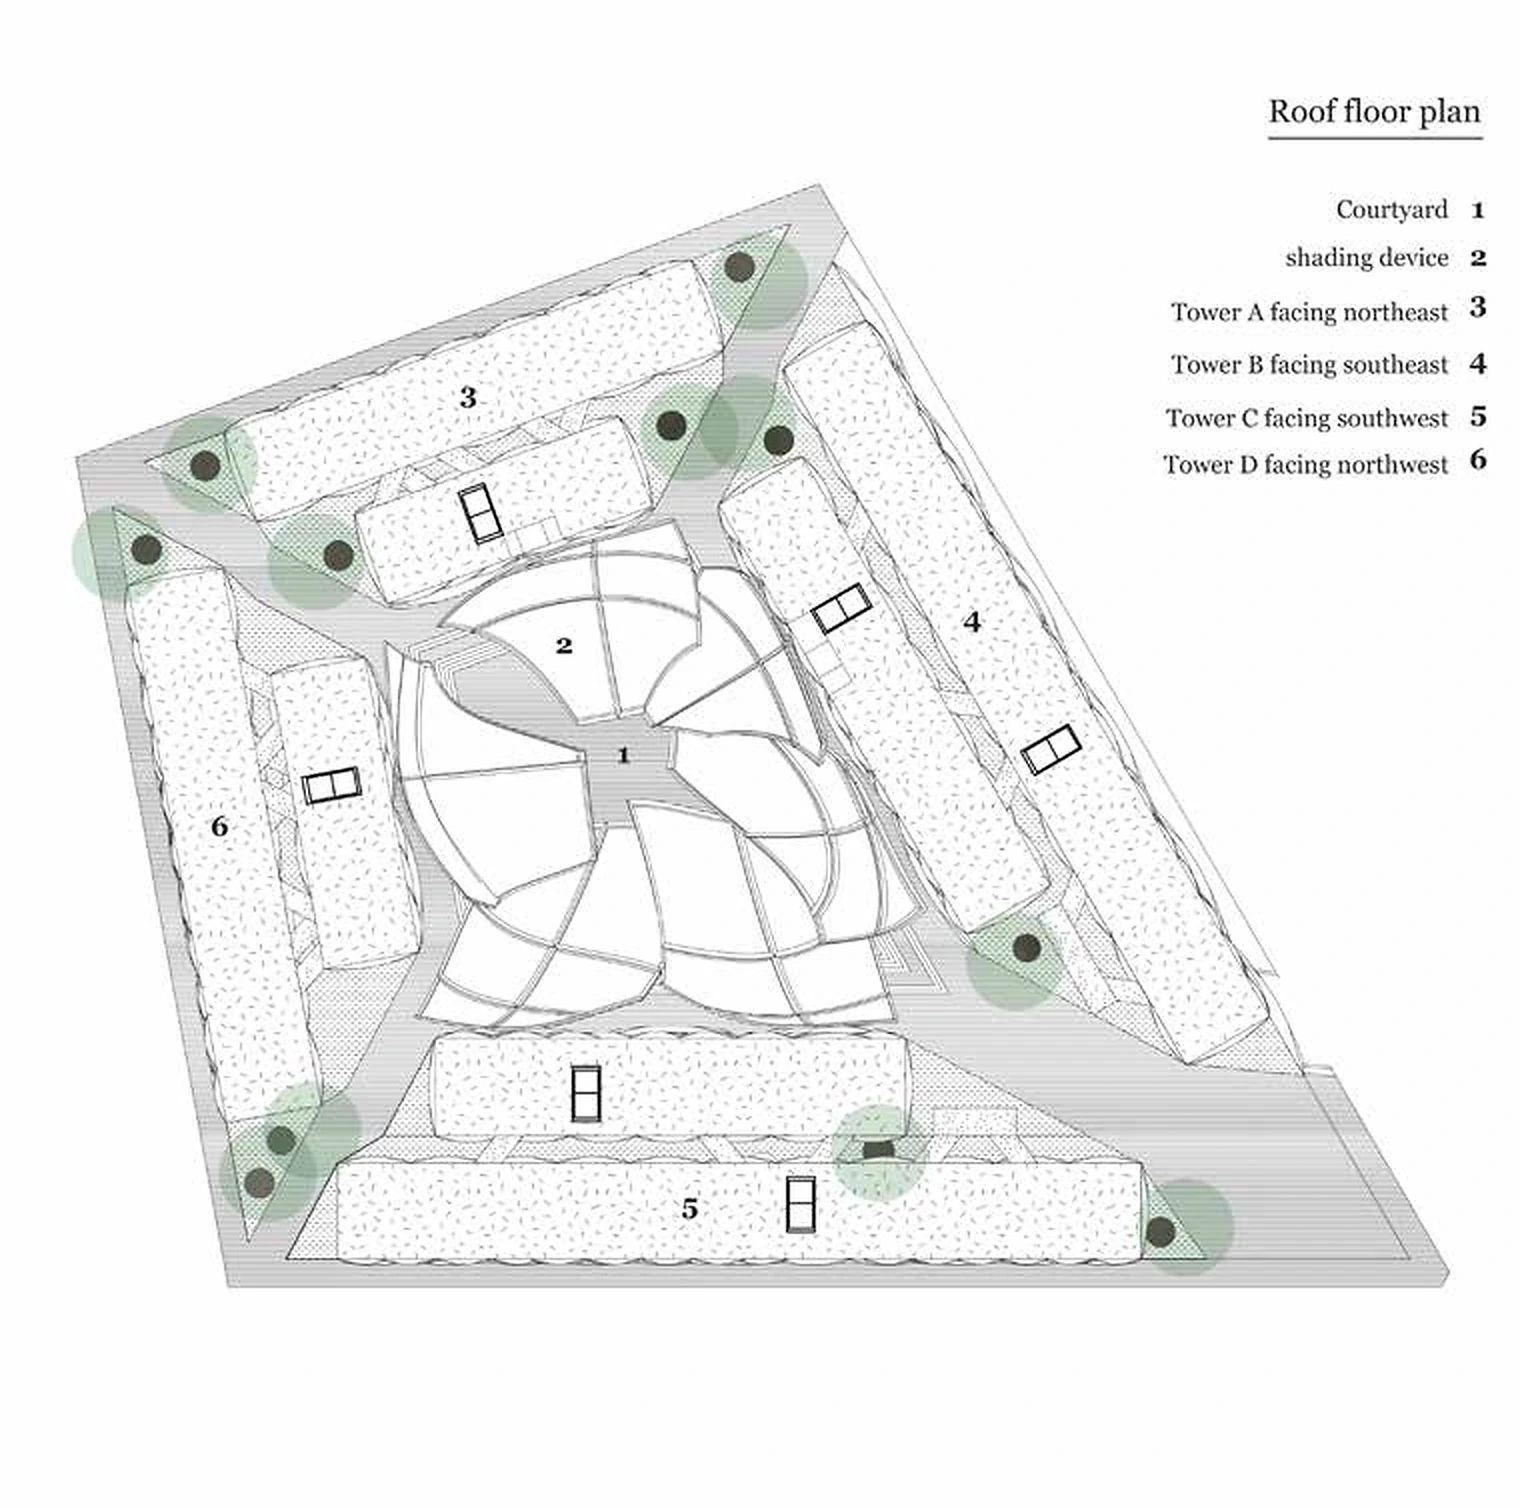 Roof floor plan
Courtyard 1
shading device 2
Tower A facing northeast 3
Tower B facing southeast 4
Tower C facing southwest 5
Tower D facing northwest 6
3
4
2
1
6
5